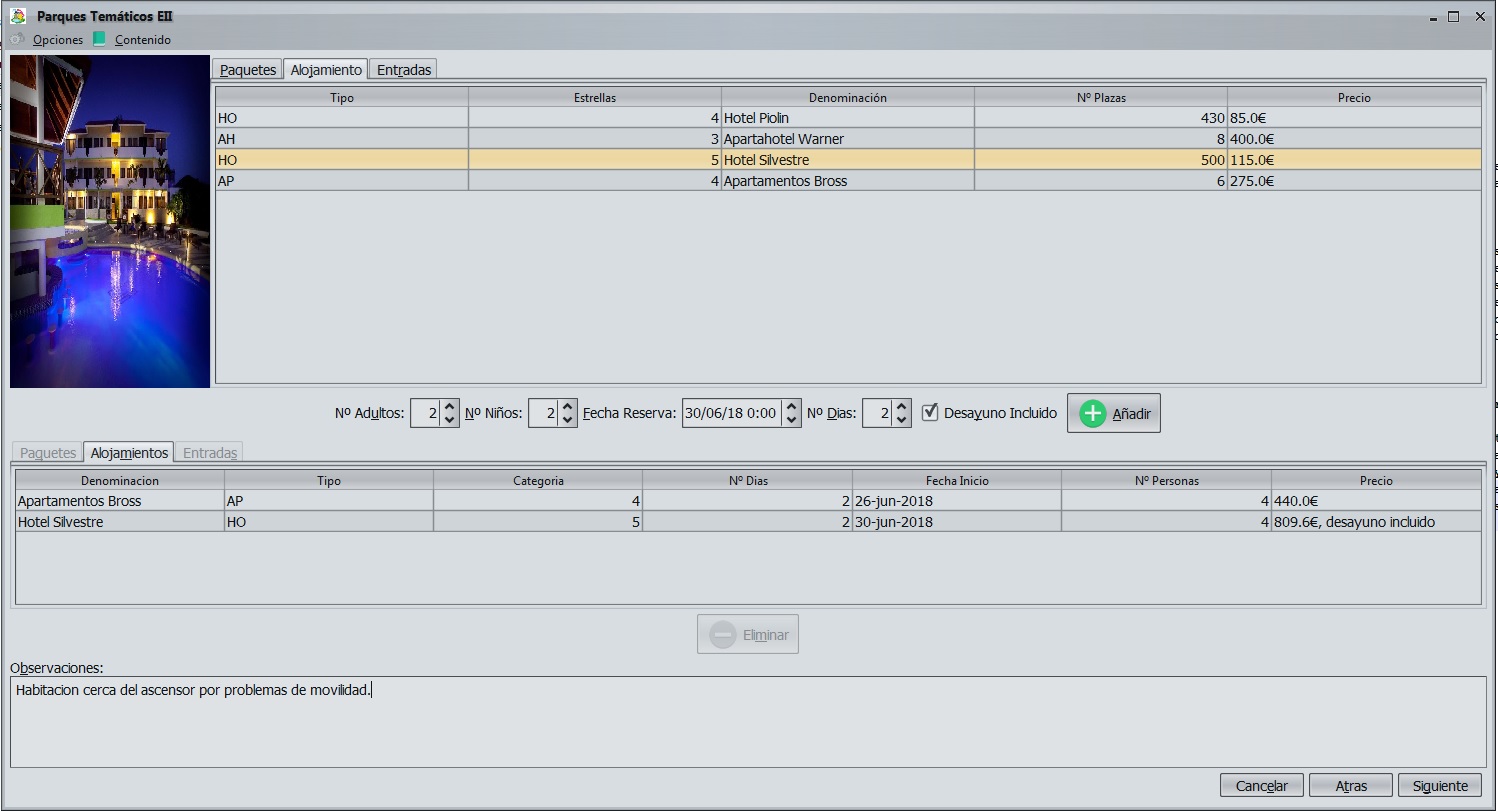 Parques Temáticos EII
Opciones Contenido
Paquetes Alojamiento Entradas
Tipo Estrellas Denominación Nº Plazas Precio
HO 4 Hotel Piolin 430 85.0€
AH 3 Apartahotel Warner 8 400.0€
HO 5 Hotel Silvestre 500 115.0€
AP 4 Apartamentos Bross 6 275.0€
Nº Adultos: 2 Nº Niños: 2 Fecha Reserva: 30/06/18 0:00 Nº Dias: 2 Desayuno Incluido Añadir
Paquetes Alojamientos Entradas
Denominacion Tipo Categoria Nº Dias Fecha Inicio Nº Personas Precio
Apartamentos Bross AP 4 2 26-jun-2018 4 440.0€
Hotel Silvestre HO 5 2 30-jun-2018 4 809.6€, desayuno incluido
Eliminar
Observaciones:
Habitacion cerca del ascensor por problemas de movilidad.
Cancelar Atras Siguiente